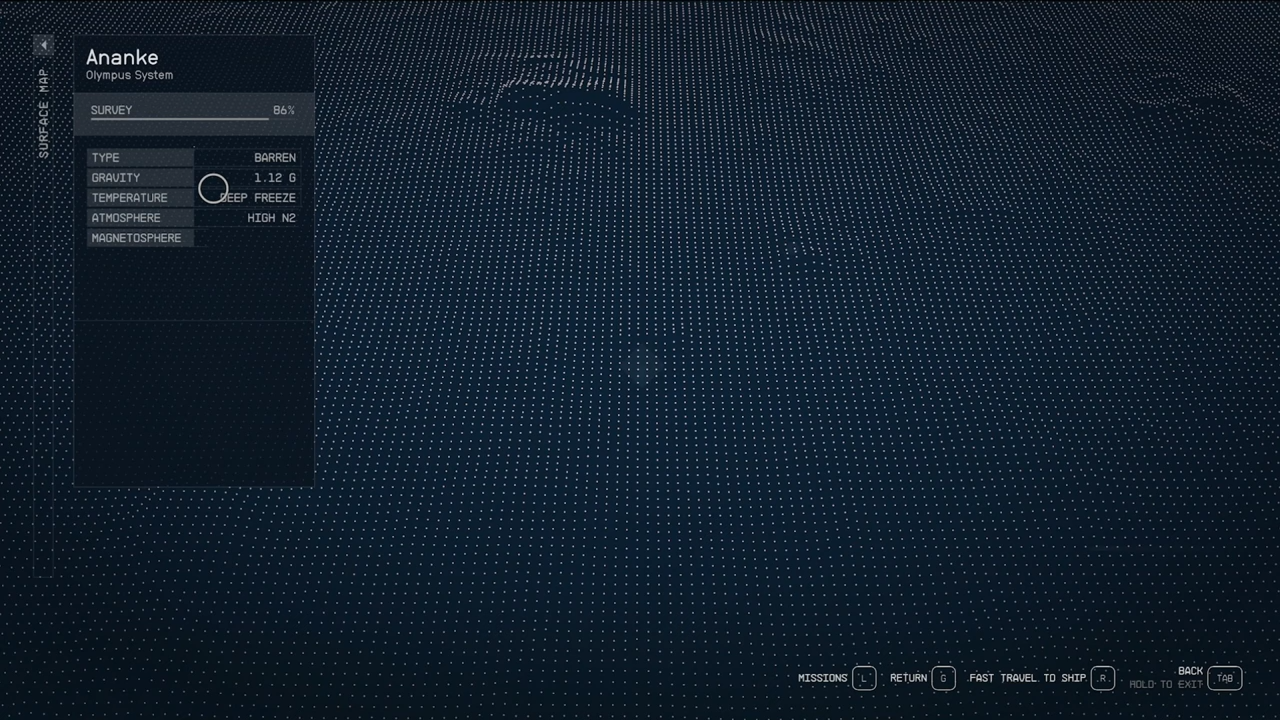 SURFACE MAP
Ananke
Olympus System
SURVEY 86%
TYPE BARREN
GRAVITY 1.12 G
TEMPERATURE DEEP FREEZE
ATMOSPHERE HIGH N2
MAGNETOSPHERE
MISSIONS L RETURN G FAST TRAVEL TO SHIP R BACK TAB
HOLD TO EXIT